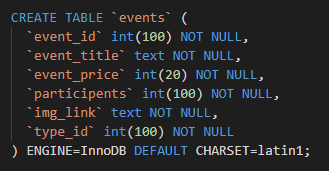 CREATE TABLE `events` (
`event_id` int(100) NOT NULL,
`event_title` text NOT NULL,
`event_price` int(20) NOT NULL,
`participents` int(100) NOT NULL,
`img_link` text NOT NULL,
`type_id` int(100) NOT NULL
) ENGINE=InnoDB DEFAULT CHARSET=latin1;